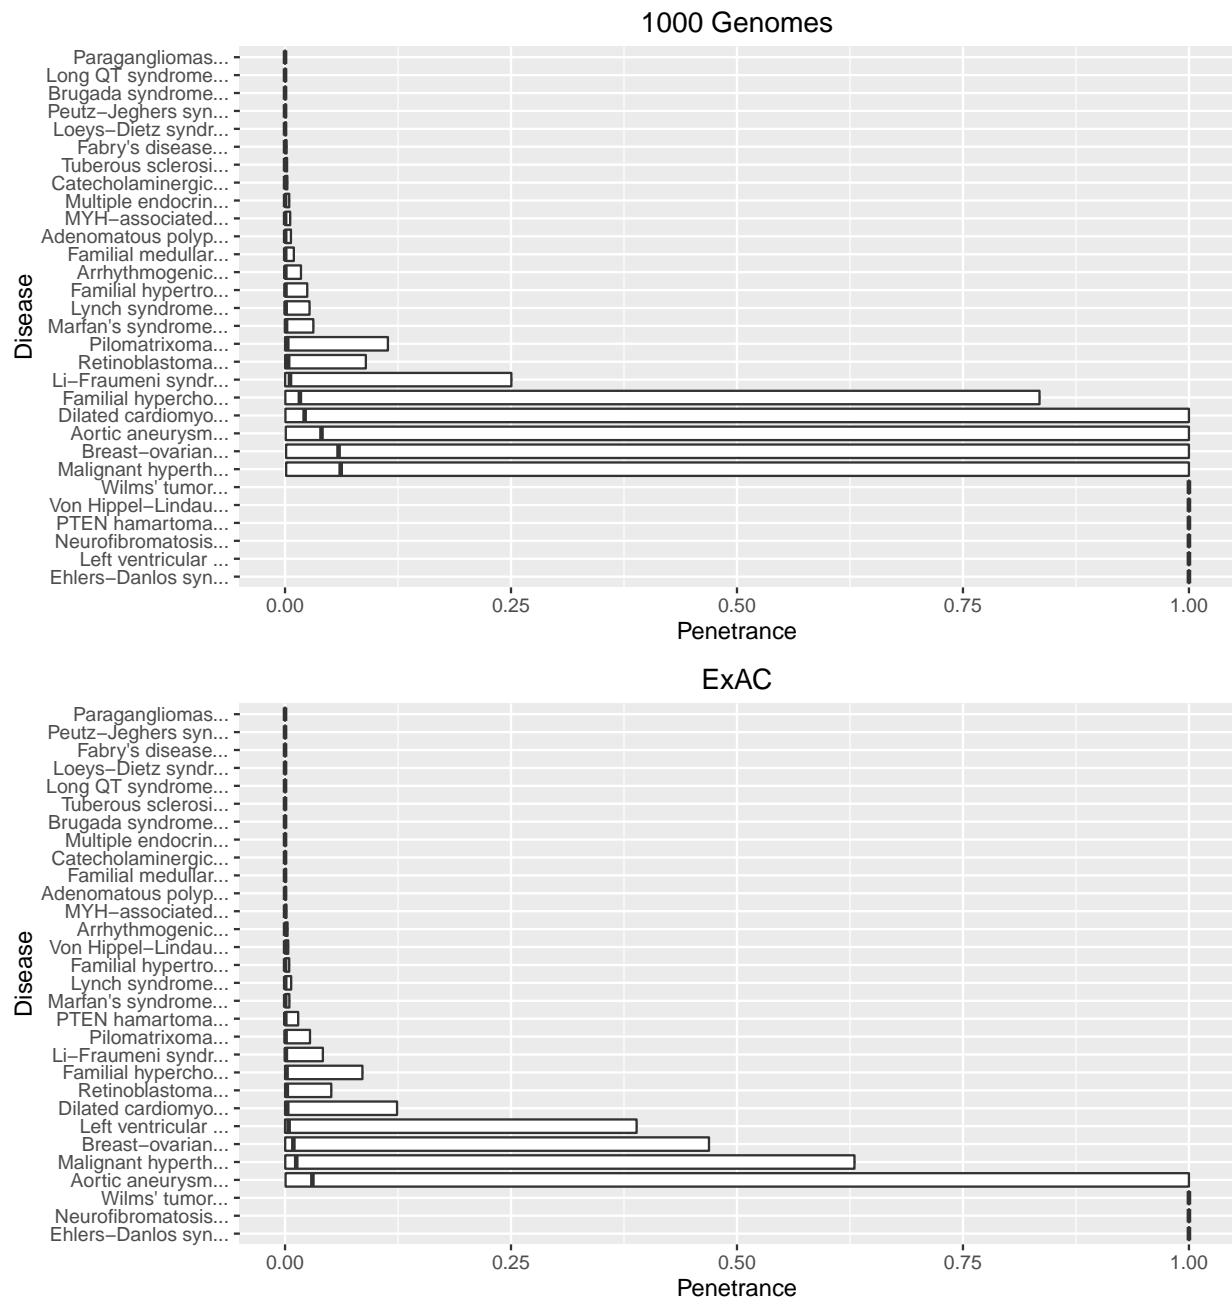 1000 Genomes
Disease
Paragangliomas...
Long QT syndrome...
Brugada syndrome...
Peutz−Jeghers syn...
Loeys−Dietz syndr...
Fabry's disease...
Tuberous sclerosi...
Catecholaminergic...
Multiple endocrin...
MYH−associated...
Adenomatous polyp...
Familial medullar...
Arrhythmogenic...
Familial hypertro...
Lynch syndrome...
Marfan's syndrome...
Pilomatrixoma...
Retinoblastoma...
Li−Fraumeni syndr...
Familial hypercho...
Dilated cardiomyo...
Aortic aneurysm...
Breast−ovarian...
Malignant hyperth...
Wilms' tumor...
Von Hippel−Lindau...
PTEN hamartoma...
Neurofibromatosis...
Left ventricular ...
Ehlers−Danlos syn...
0.00 0.25 0.50 0.75 1.00
Penetrance
ExAC
Disease
Paragangliomas...
Peutz−Jeghers syn...
Fabry's disease...
Loeys−Dietz syndr...
Long QT syndrome...
Tuberous sclerosi...
Brugada syndrome...
Multiple endocrin...
Catecholaminergic...
Familial medullar...
Adenomatous polyp...
MYH−associated...
Arrhythmogenic...
Von Hippel−Lindau...
Familial hypertro...
Lynch syndrome...
Marfan's syndrome...
PTEN hamartoma...
Pilomatrixoma...
Li−Fraumeni syndr...
Familial hypercho...
Retinoblastoma...
Dilated cardiomyo...
Left ventricular ...
Breast−ovarian...
Malignant hyperth...
Aortic aneurysm...
Wilms' tumor...
Neurofibromatosis...
Ehlers−Danlos syn...
0.00 0.25 0.50 0.75 1.00
Penetrance